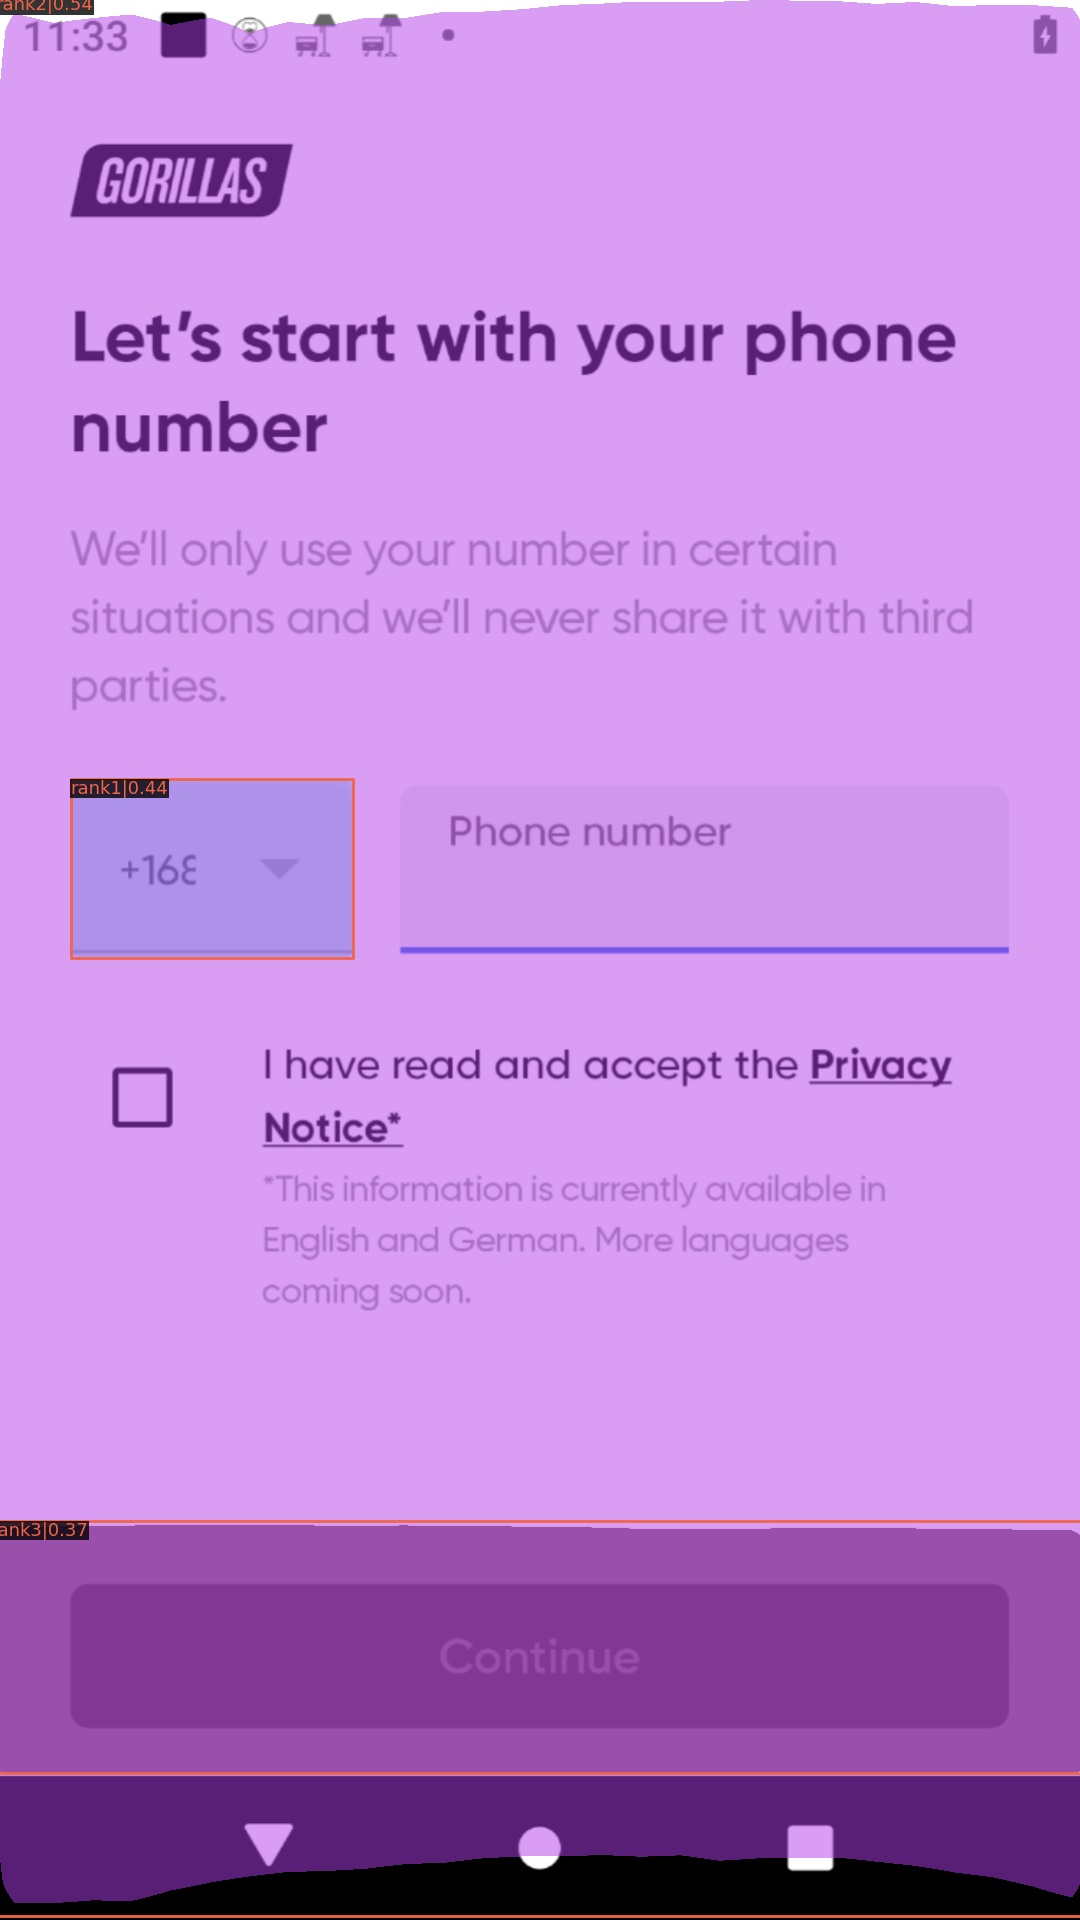 rank2|0.54
11:33
GORILLAS
Let's start with your phone
number
We'll only use your number in certain
situations and we'll never share it with third
parties.
rank1|0.44
+168
Phone number
I have read and accept the Privacy
Notice*
*This information is currently available in
English and German. More languages
coming soon.
ank3|0.37
Continue